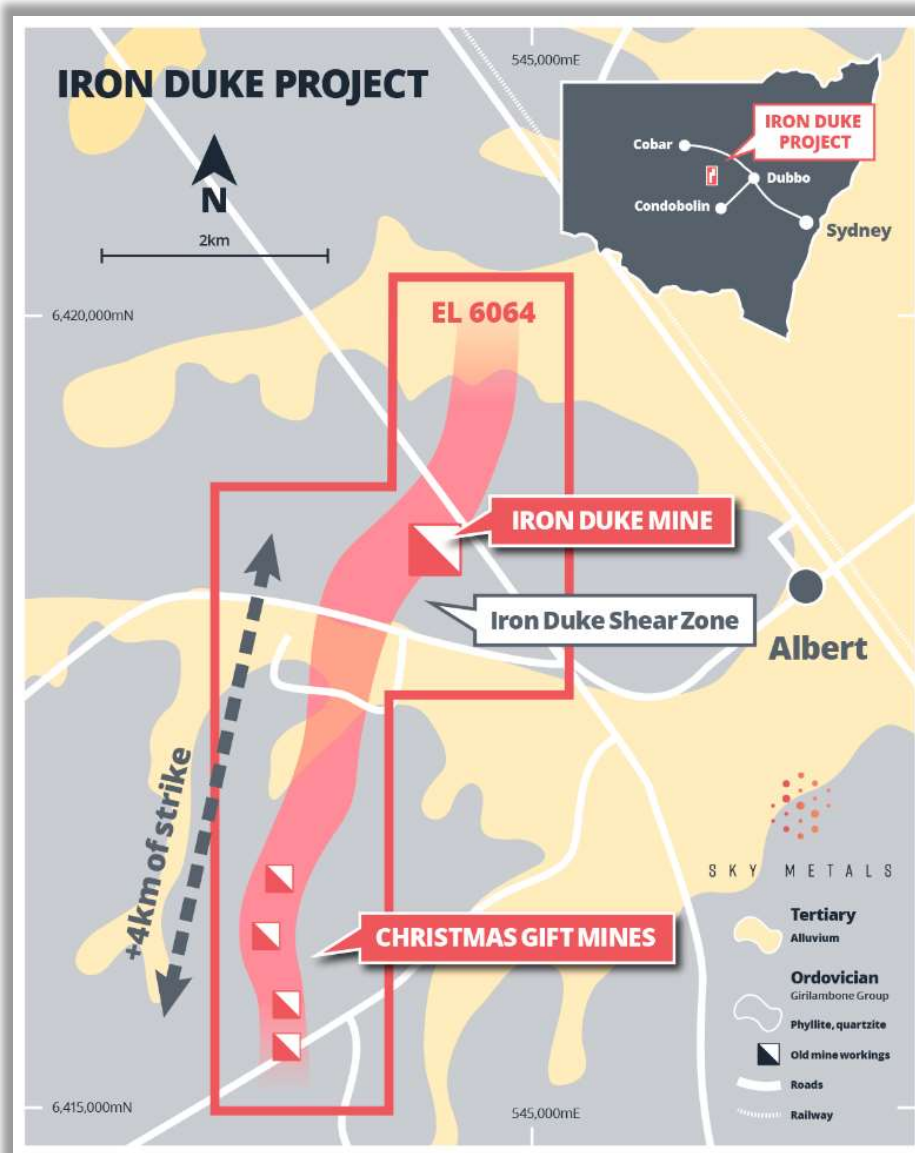 IRON DUKE PROJECT
545,000mE
IRON DUKE
PROJECT
Cobar
Dubbo
Condobolin
Sydney
N
2km
6,420,000mN
EL 6064
IRON DUKE MINE
Iron Duke Shear Zone
Albert
+4km of strike
SKY METALS
CHRISTMAS GIFT MINES
Tertiary
Alluvium
Ordovician
Girilambone Group
Phyllite, quartzite
Old mine workings
Roads
Railway
6,415,000mN
545,000mE